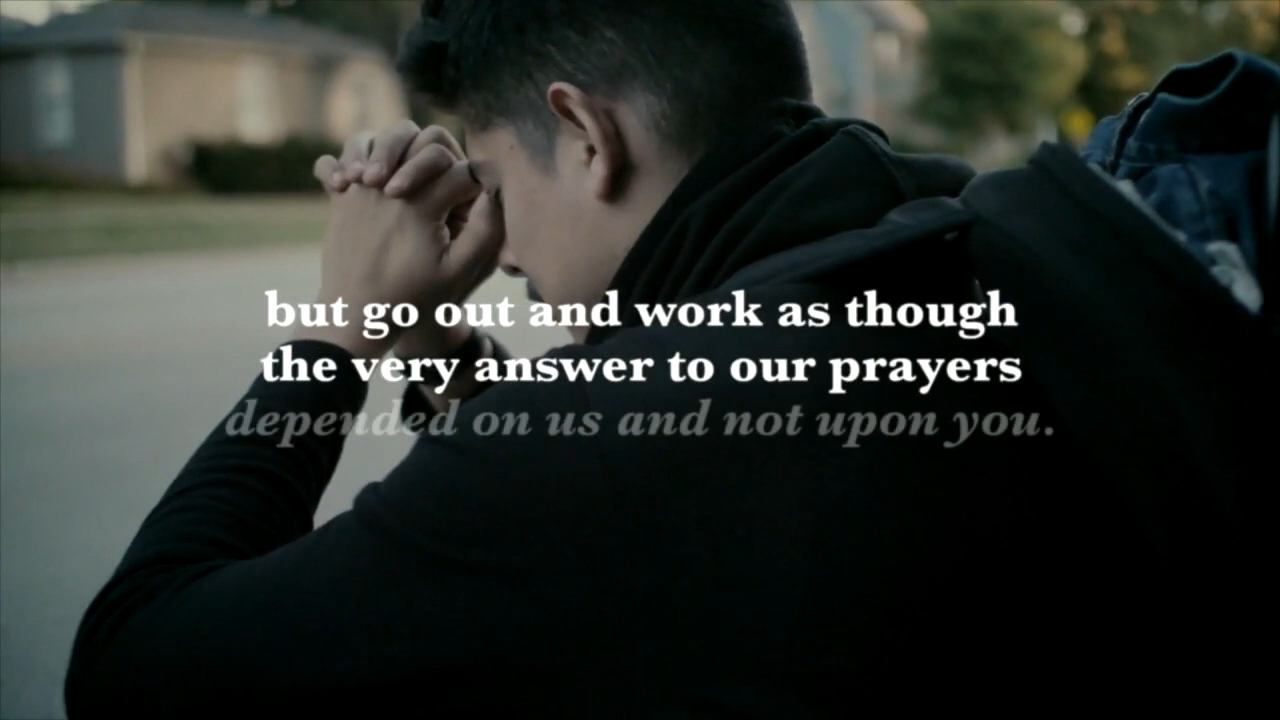 but go out and work as though
the very answer to our prayers
depended on us and not upon you.